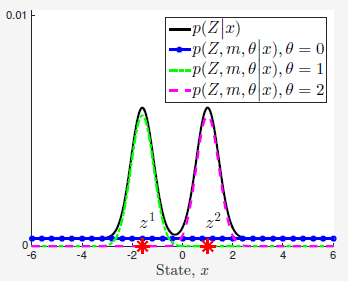 0.01
p(Z|x)
p(Z, m, θ|x), θ = 0
p(Z, m, θ|x), θ = 1
p(Z, m, θ|x), θ = 2
z¹ z²
0
-6 -4 -2 0 2 4 6
State, x